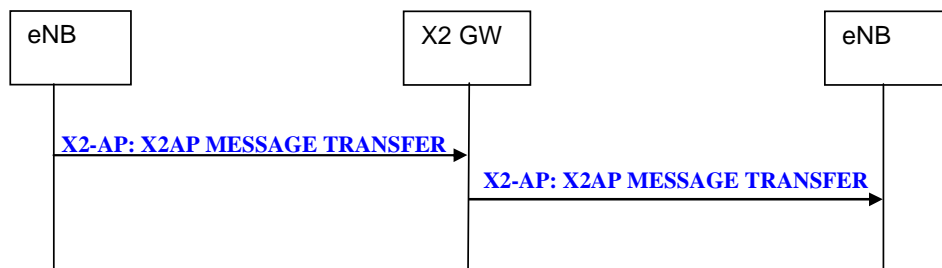 eNB
X2 GW
eNB
X2-AP: X2AP MESSAGE TRANSFER
X2-AP: X2AP MESSAGE TRANSFER